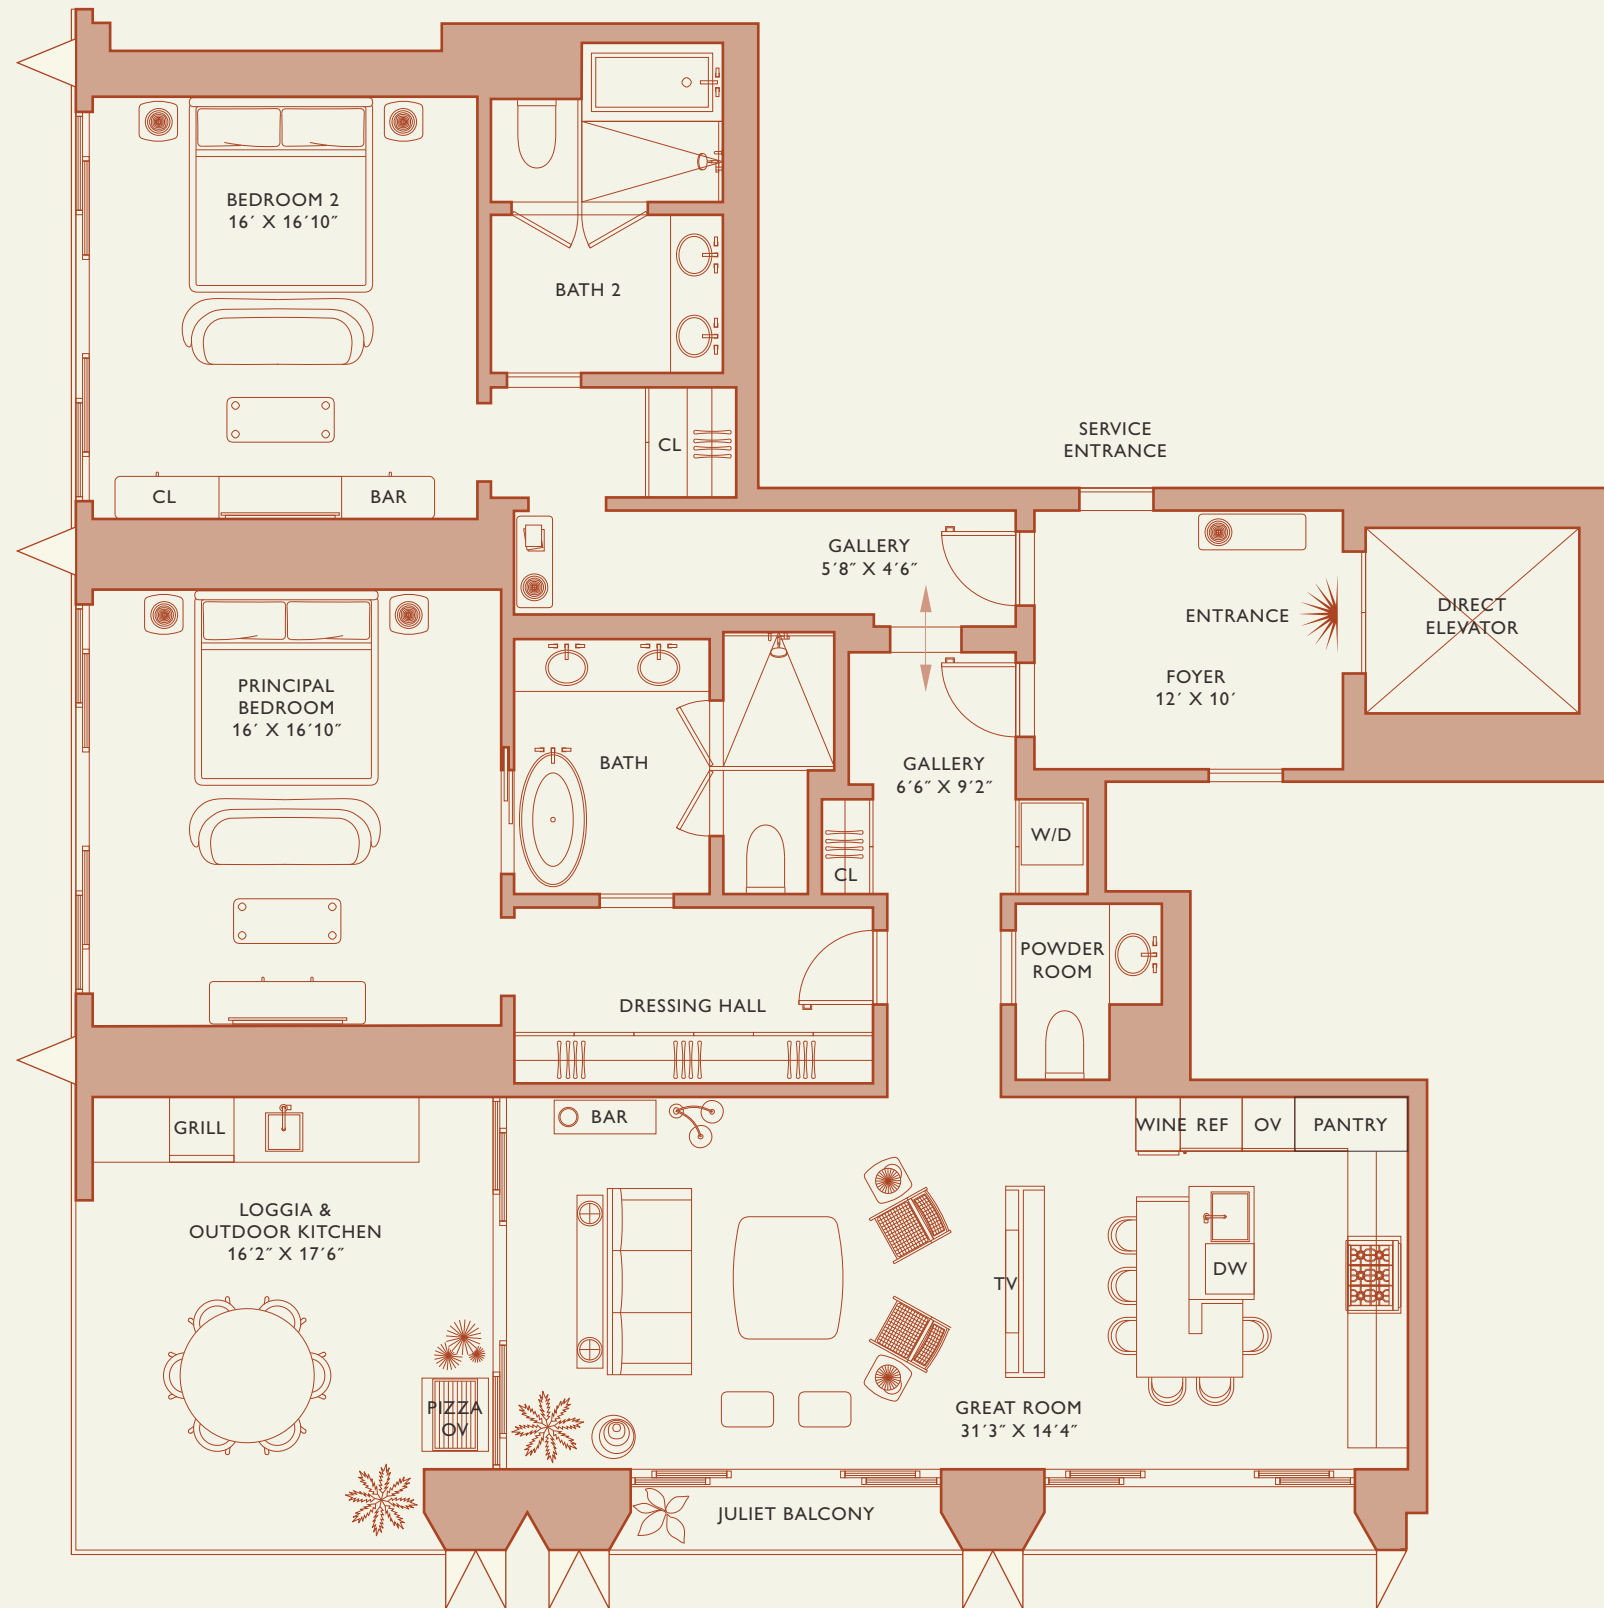 BEDROOM 2
16´ X 16´10˝
BATH 2
CL
CL
BAR
SERVICE
ENTRANCE
GALLERY
5´8˝ X 4´6˝
ENTRANCE
DIRECT
ELEVATOR
FOYER
12´ X 10´
PRINCIPAL
BEDROOM
16´ X 16´10˝
BATH
GALLERY
6´6˝ X 9´2˝
W/D
CL
POWDER
ROOM
DRESSING HALL
GRILL
BAR
WINE
REF
OV
PANTRY
LOGGIA &
OUTDOOR KITCHEN
16´2˝ X 17´6˝
TV
DW
PIZZA
OV
GREAT ROOM
31´3˝ X 14´4˝
JULIET BALCONY